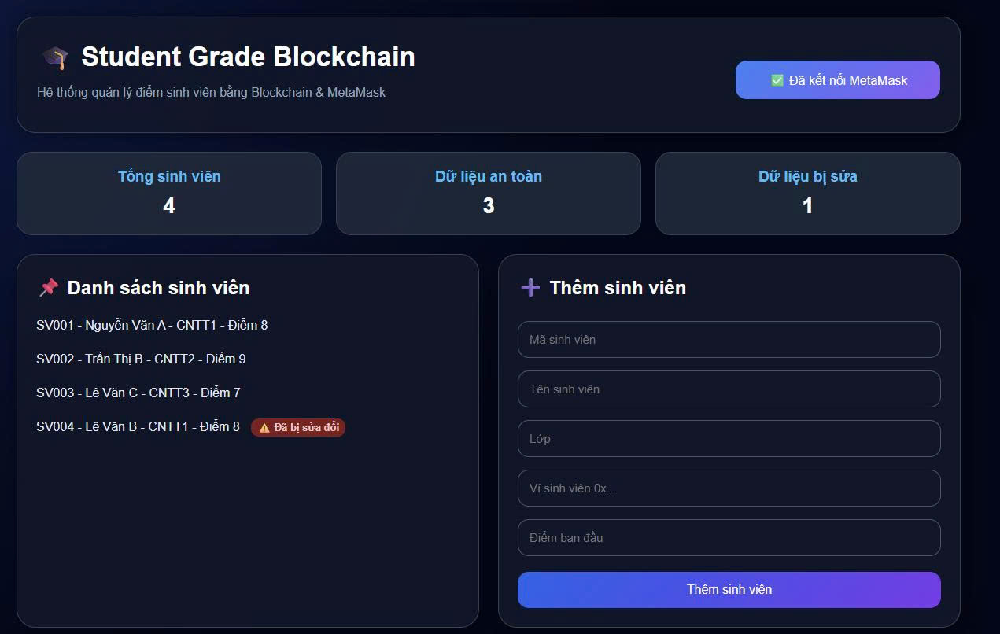 Student Grade Blockchain
Hệ thống quản lý điểm sinh viên bằng Blockchain & MetaMask
Đã kết nối MetaMask
Tổng sinh viên
4
Dữ liệu an toàn
3
Dữ liệu bị sửa
1
Danh sách sinh viên
SV001 - Nguyễn Văn A - CNTT1 - Điểm 8
SV002 - Trần Thị B - CNTT2 - Điểm 9
SV003 - Lê Văn C - CNTT3 - Điểm 7
SV004 - Lê Văn B - CNTT1 - Điểm 8 Đã bị sửa đổi
Thêm sinh viên
Mã sinh viên
Tên sinh viên
Lớp
Ví sinh viên 0x...
Điểm ban đầu
Thêm sinh viên